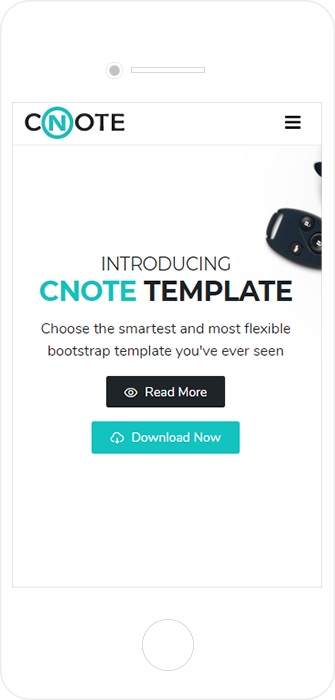 CNOTE
INTRODUCING
CNOTE TEMPLATE
Choose the smartest and most flexible
bootstrap template you've ever seen
Read More
Download Now